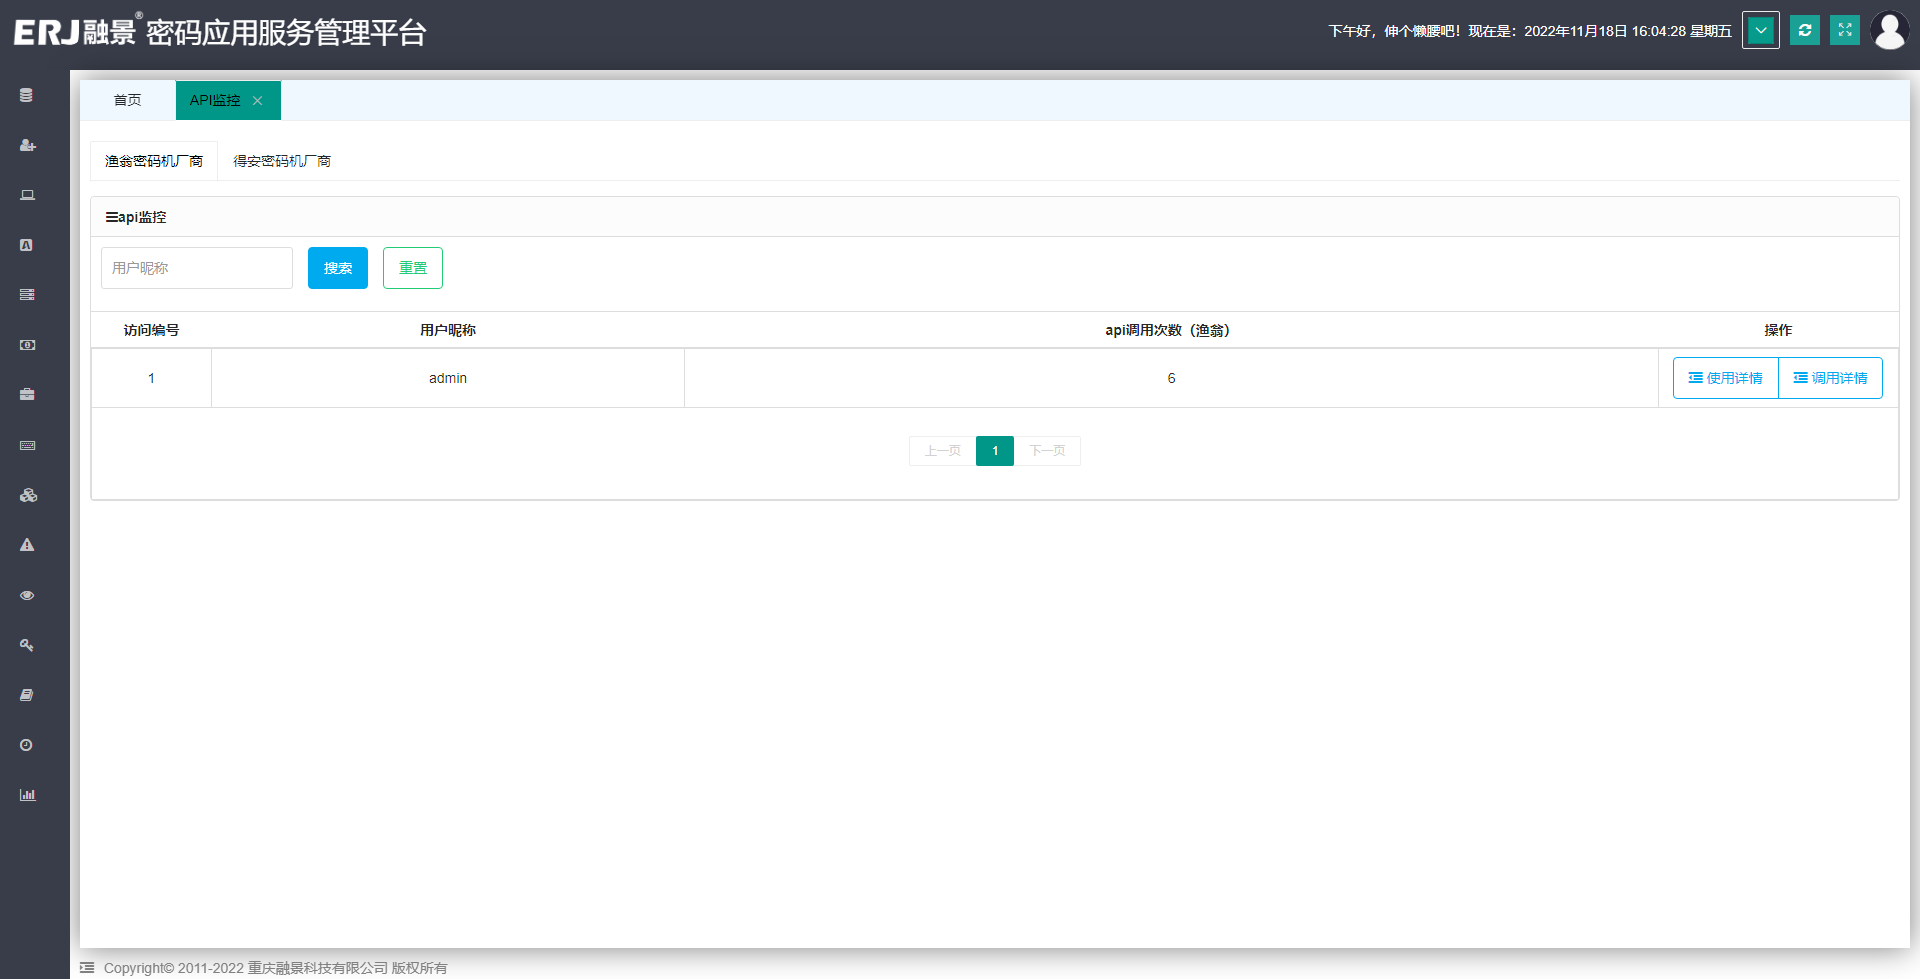 ERJ融景® 密码应用服务管理平台
下午好，伸个懒腰吧！现在是：2022年11月18日 16:04:28 星期五
首页 API监控
渔翁密码机厂商 得安密码机厂商
api监控
用户昵称 搜索 重置
访问编号 用户昵称 api调用次数（渔翁） 操作
1 admin 6 使用详情 调用详情
上一页 1 下一页
Copyright© 2011-2022 重庆融景科技有限公司 版权所有